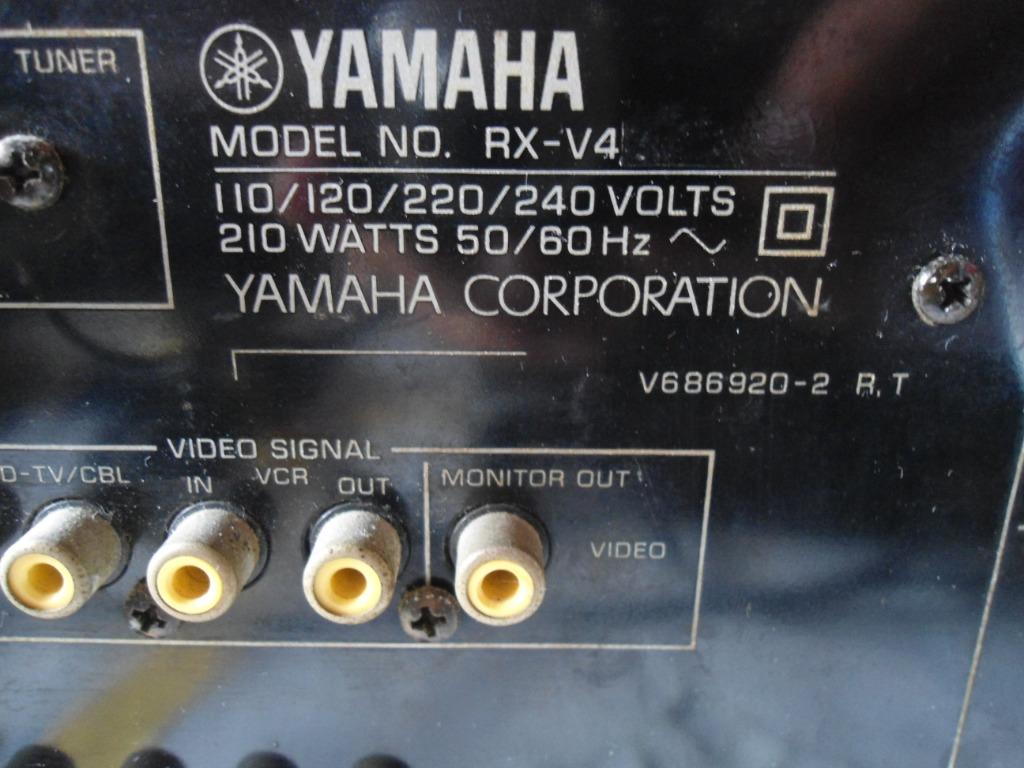 TUNER
YAMAHA
MODEL NO. RX-V4
110/120/220/240 VOLTS
210 WATTS 50/60 Hz
YAMAHA CORPORATION
V686920-2 R, T
VIDEO SIGNAL
D-TV/CBL
IN
VCR
OUT
MONITOR OUT
VIDEO